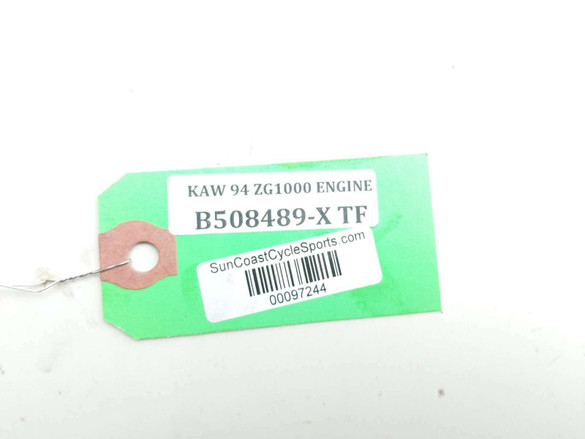 KAW 94 ZG1000 ENGINE
B508489-X TF
SunCoastCycleSports.com
00097244